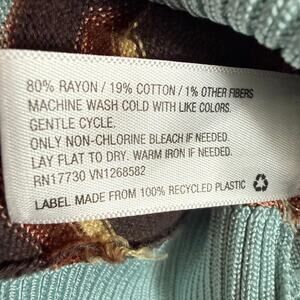 80% RAYON / 19% COTTON / 1% OTHER FIBERS
MACHINE WASH COLD WITH LIKE COLORS.
GENTLE CYCLE.
ONLY NON-CHLORINE BLEACH IF NEEDED.
LAY FLAT TO DRY. WARM IRON IF NEEDED.
RN17730 VN1268582
LABEL MADE FROM 100% RECYCLED PLASTIC